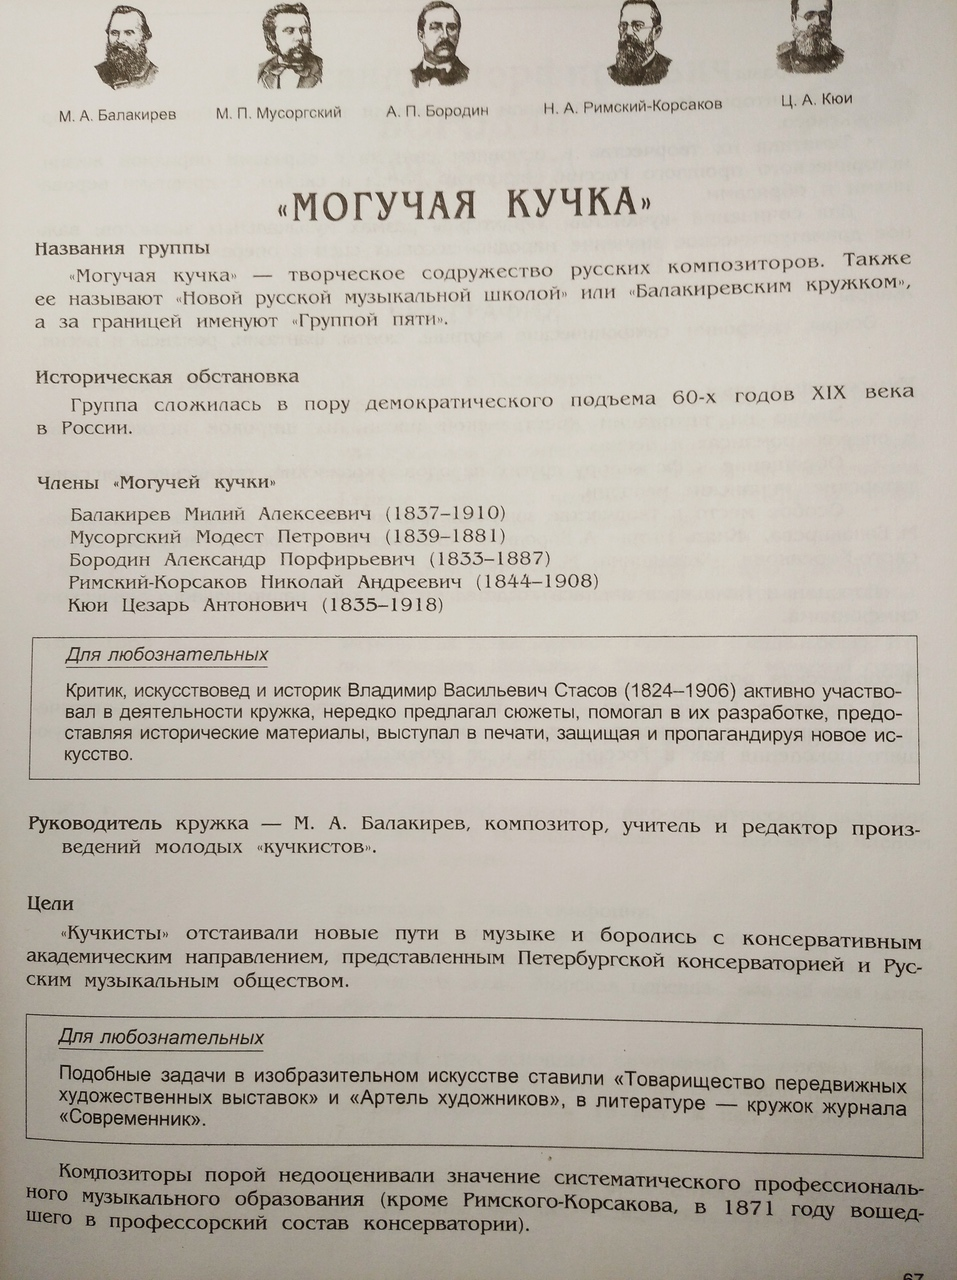 М. А. Балакирев М. П. Мусоргский А. П. Бородин Н. А. Римский-Корсаков Ц. А. Кюи
«МОГУЧАЯ КУЧКА»
Названия группы
«Могучая кучка» — творческое содружество русских композиторов. Также
ее называют «Новой русской музыкальной школой» или «Балакиревским кружком»,
а за границей именуют «Группой пяти».
Историческая обстановка
Группа сложилась в пору демократического подъема 60-х годов XIX века
в России.
Члены «Могучей кучки»
Балакирев Милий Алексеевич (1837–1910)
Мусоргский Модест Петрович (1839–1881)
Бородин Александр Порфирьевич (1833–1887)
Римский-Корсаков Николай Андреевич (1844–1908)
Кюи Цезарь Антонович (1835–1918)
Для любознательных
Критик, искусствовед и историк Владимир Васильевич Стасов (1824–1906) активно участво-
вал в деятельности кружка, нередко предлагал сюжеты, помогал в их разработке, предо-
ставляя исторические материалы, выступал в печати, защищая и пропагандируя новое ис-
кусство.
Руководитель кружка — М. А. Балакирев, композитор, учитель и редактор произ-
ведений молодых «кучкистов».
Цели
«Кучкисты» отстаивали новые пути в музыке и боролись с консервативным
академическим направлением, представленным Петербургской консерваторией и Рус-
ским музыкальным обществом.
Для любознательных
Подобные задачи в изобразительном искусстве ставили «Товарищество передвижных
художественных выставок» и «Артель художников», в литературе — кружок журнала
«Современник».
Композиторы порой недооценивали значение систематического профессиональ-
ного музыкального образования (кроме Римского-Корсакова, в 1871 году вошед-
шего в профессорский состав консерватории).
67